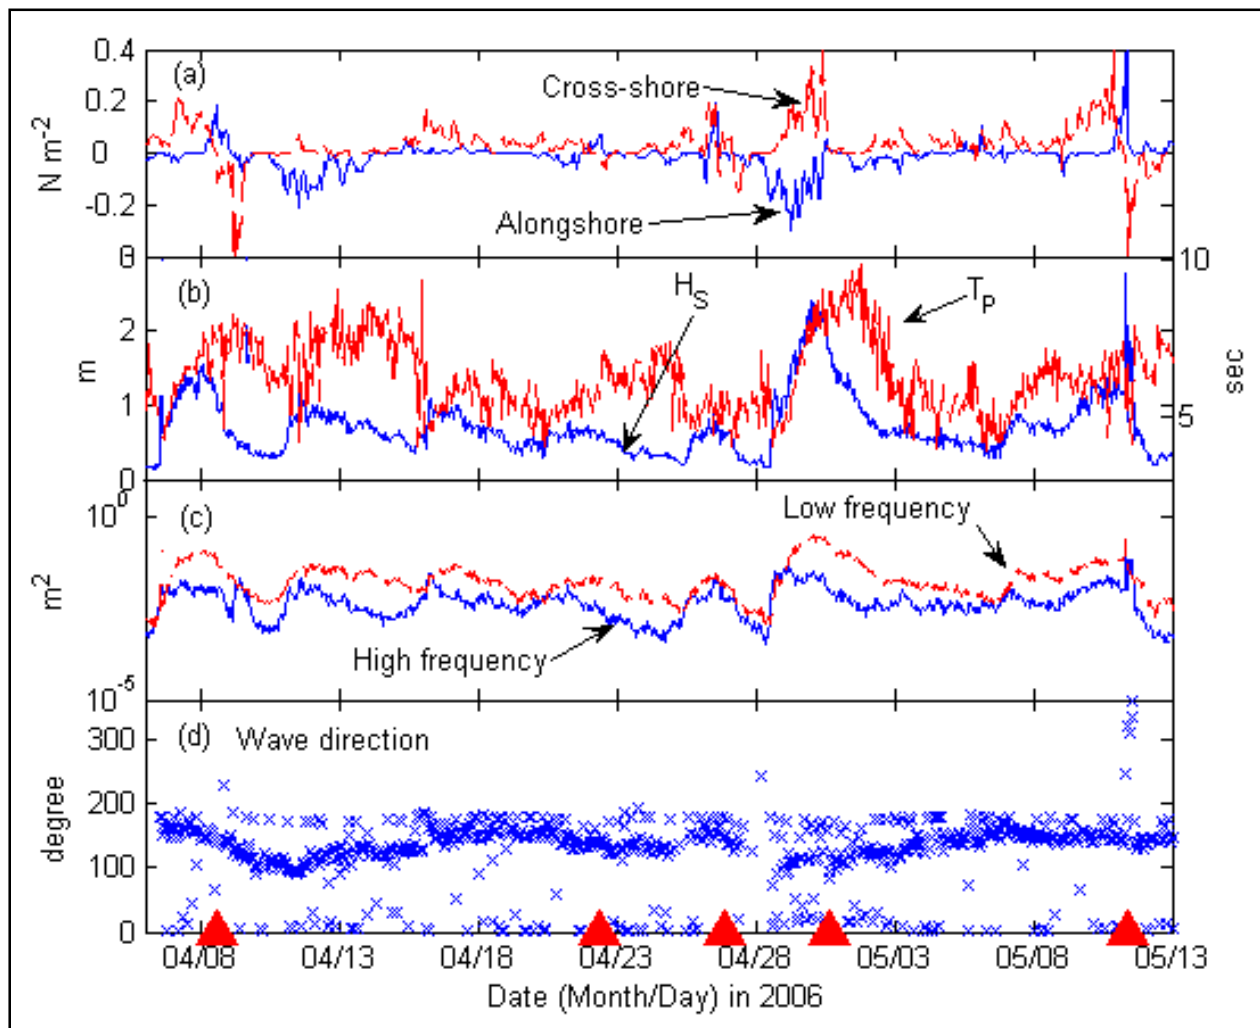 0.4
(a)
Cross-shore
0.2
N m-2
0
-0.2
Alongshore
0
10
(b)
HS
TP
2
m
sec
1
5
0
100
(c)
Low frequency
m2
High frequency
10-5
(d) Wave direction
300
degree
200
100
0
04/08 04/13 04/18 04/23 04/28 05/03 05/08 05/13
Date (Month/Day) in 2006